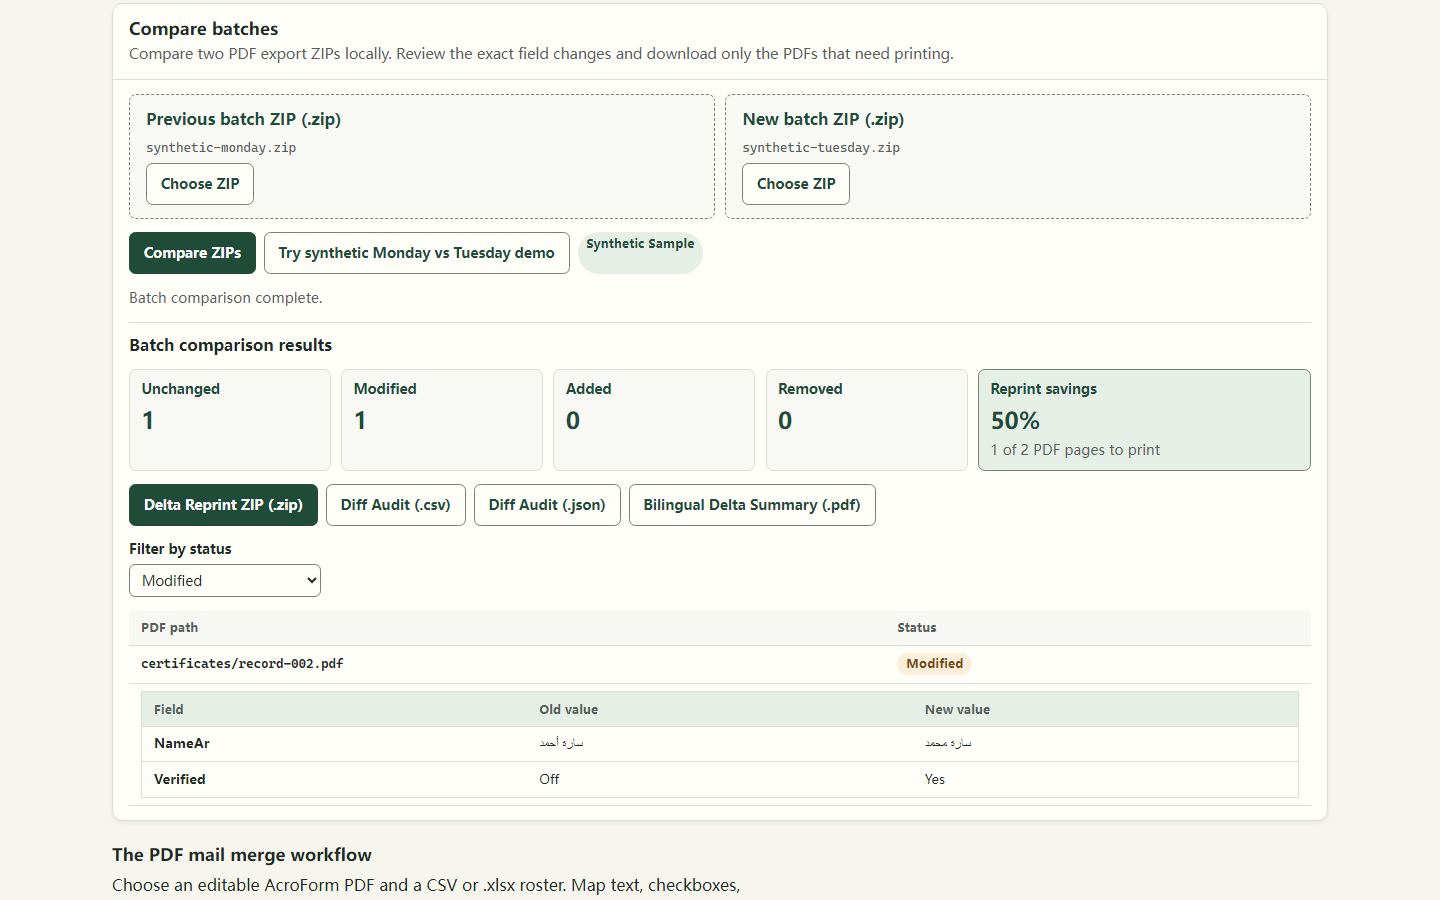 Compare batches
Compare two PDF export ZIPs locally. Review the exact field changes and download only the PDFs that need printing.
Previous batch ZIP (.zip)
synthetic-monday.zip
Choose ZIP
New batch ZIP (.zip)
synthetic-tuesday.zip
Choose ZIP
Compare ZIPs
Try synthetic Monday vs Tuesday demo
Synthetic Sample
Batch comparison complete.
Batch comparison results
Unchanged
1
Modified
1
Added
0
Removed
0
Reprint savings
50%
1 of 2 PDF pages to print
Delta Reprint ZIP (.zip)
Diff Audit (.csv)
Diff Audit (.json)
Bilingual Delta Summary (.pdf)
Filter by status
Modified
PDF path Status
certificates/record-002.pdf Modified
Field Old value New value
NameAr سارة أحمد سارة محمد
Verified Off Yes
The PDF mail merge workflow
Choose an editable AcroForm PDF and a CSV or .xlsx roster. Map text, checkboxes,